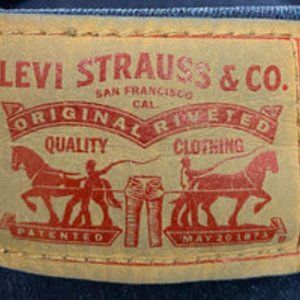 LEVI STRAUSS & CO.
SAN FRANCISCO
CAL.
ORIGINAL RIVETED
QUALITY CLOTHING
PATENTED MAY 20 1873